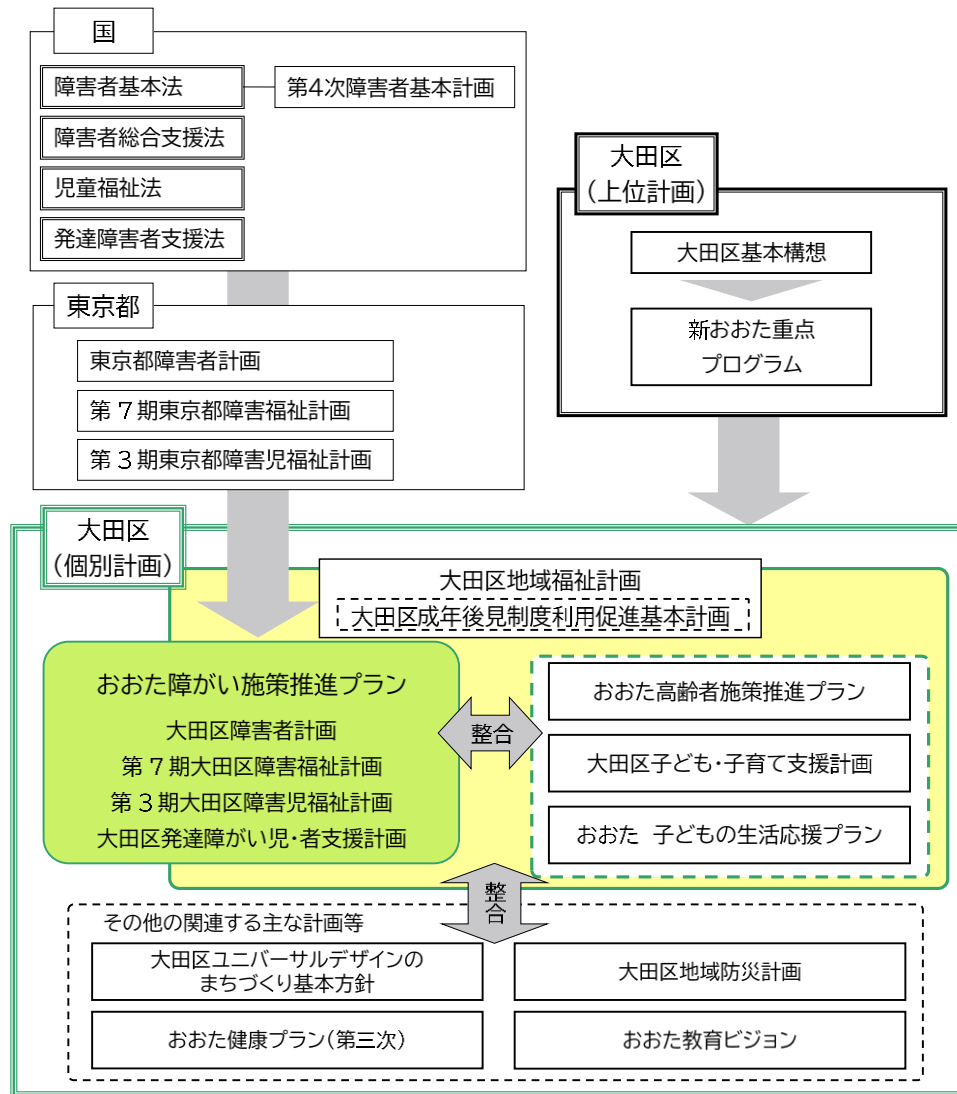 国
障害者基本法
第4次障害者基本計画
障害者総合支援法
児童福祉法
発達障害者支援法
東京都
東京都障害者計画
第７期東京都障害福祉計画
第３期東京都障害児福祉計画
大田区
(上位計画)
大田区基本構想
新おおた重点
プログラム
大田区
(個別計画)
大田区地域福祉計画
大田区成年後見制度利用促進基本計画
おおた障がい施策推進プラン
大田区障害者計画
第７期大田区障害福祉計画
第３期大田区障害児福祉計画
大田区発達障がい児・者支援計画
整合
おおた高齢者施策推進プラン
大田区子ども・子育て支援計画
おおた 子どもの生活応援プラン
整合
その他の関連する主な計画等
大田区ユニバーサルデザインの
まちづくり基本方針
大田区地域防災計画
おおた健康プラン(第三次)
おおた教育ビジョン